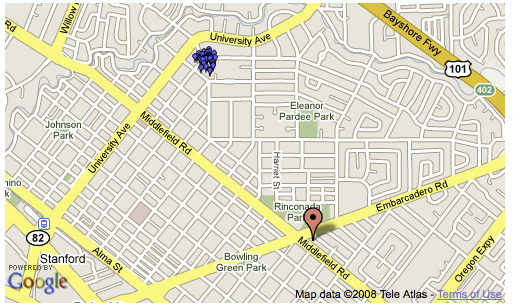 Willow
Rd
University Ave
Bayshore Fwy
101
402
Eleanor
Pardee Park
Johnson
Park
University Ave
Middlefield Rd
Harriet St
Rinconada
Park
Embarcadero Rd
82
Stanford
Alma St
Bowling
Green Park
Middlefield Rd
Oregon Expy
POWERED BY
Google
Map data ©2008 Tele Atlas - Terms of Use